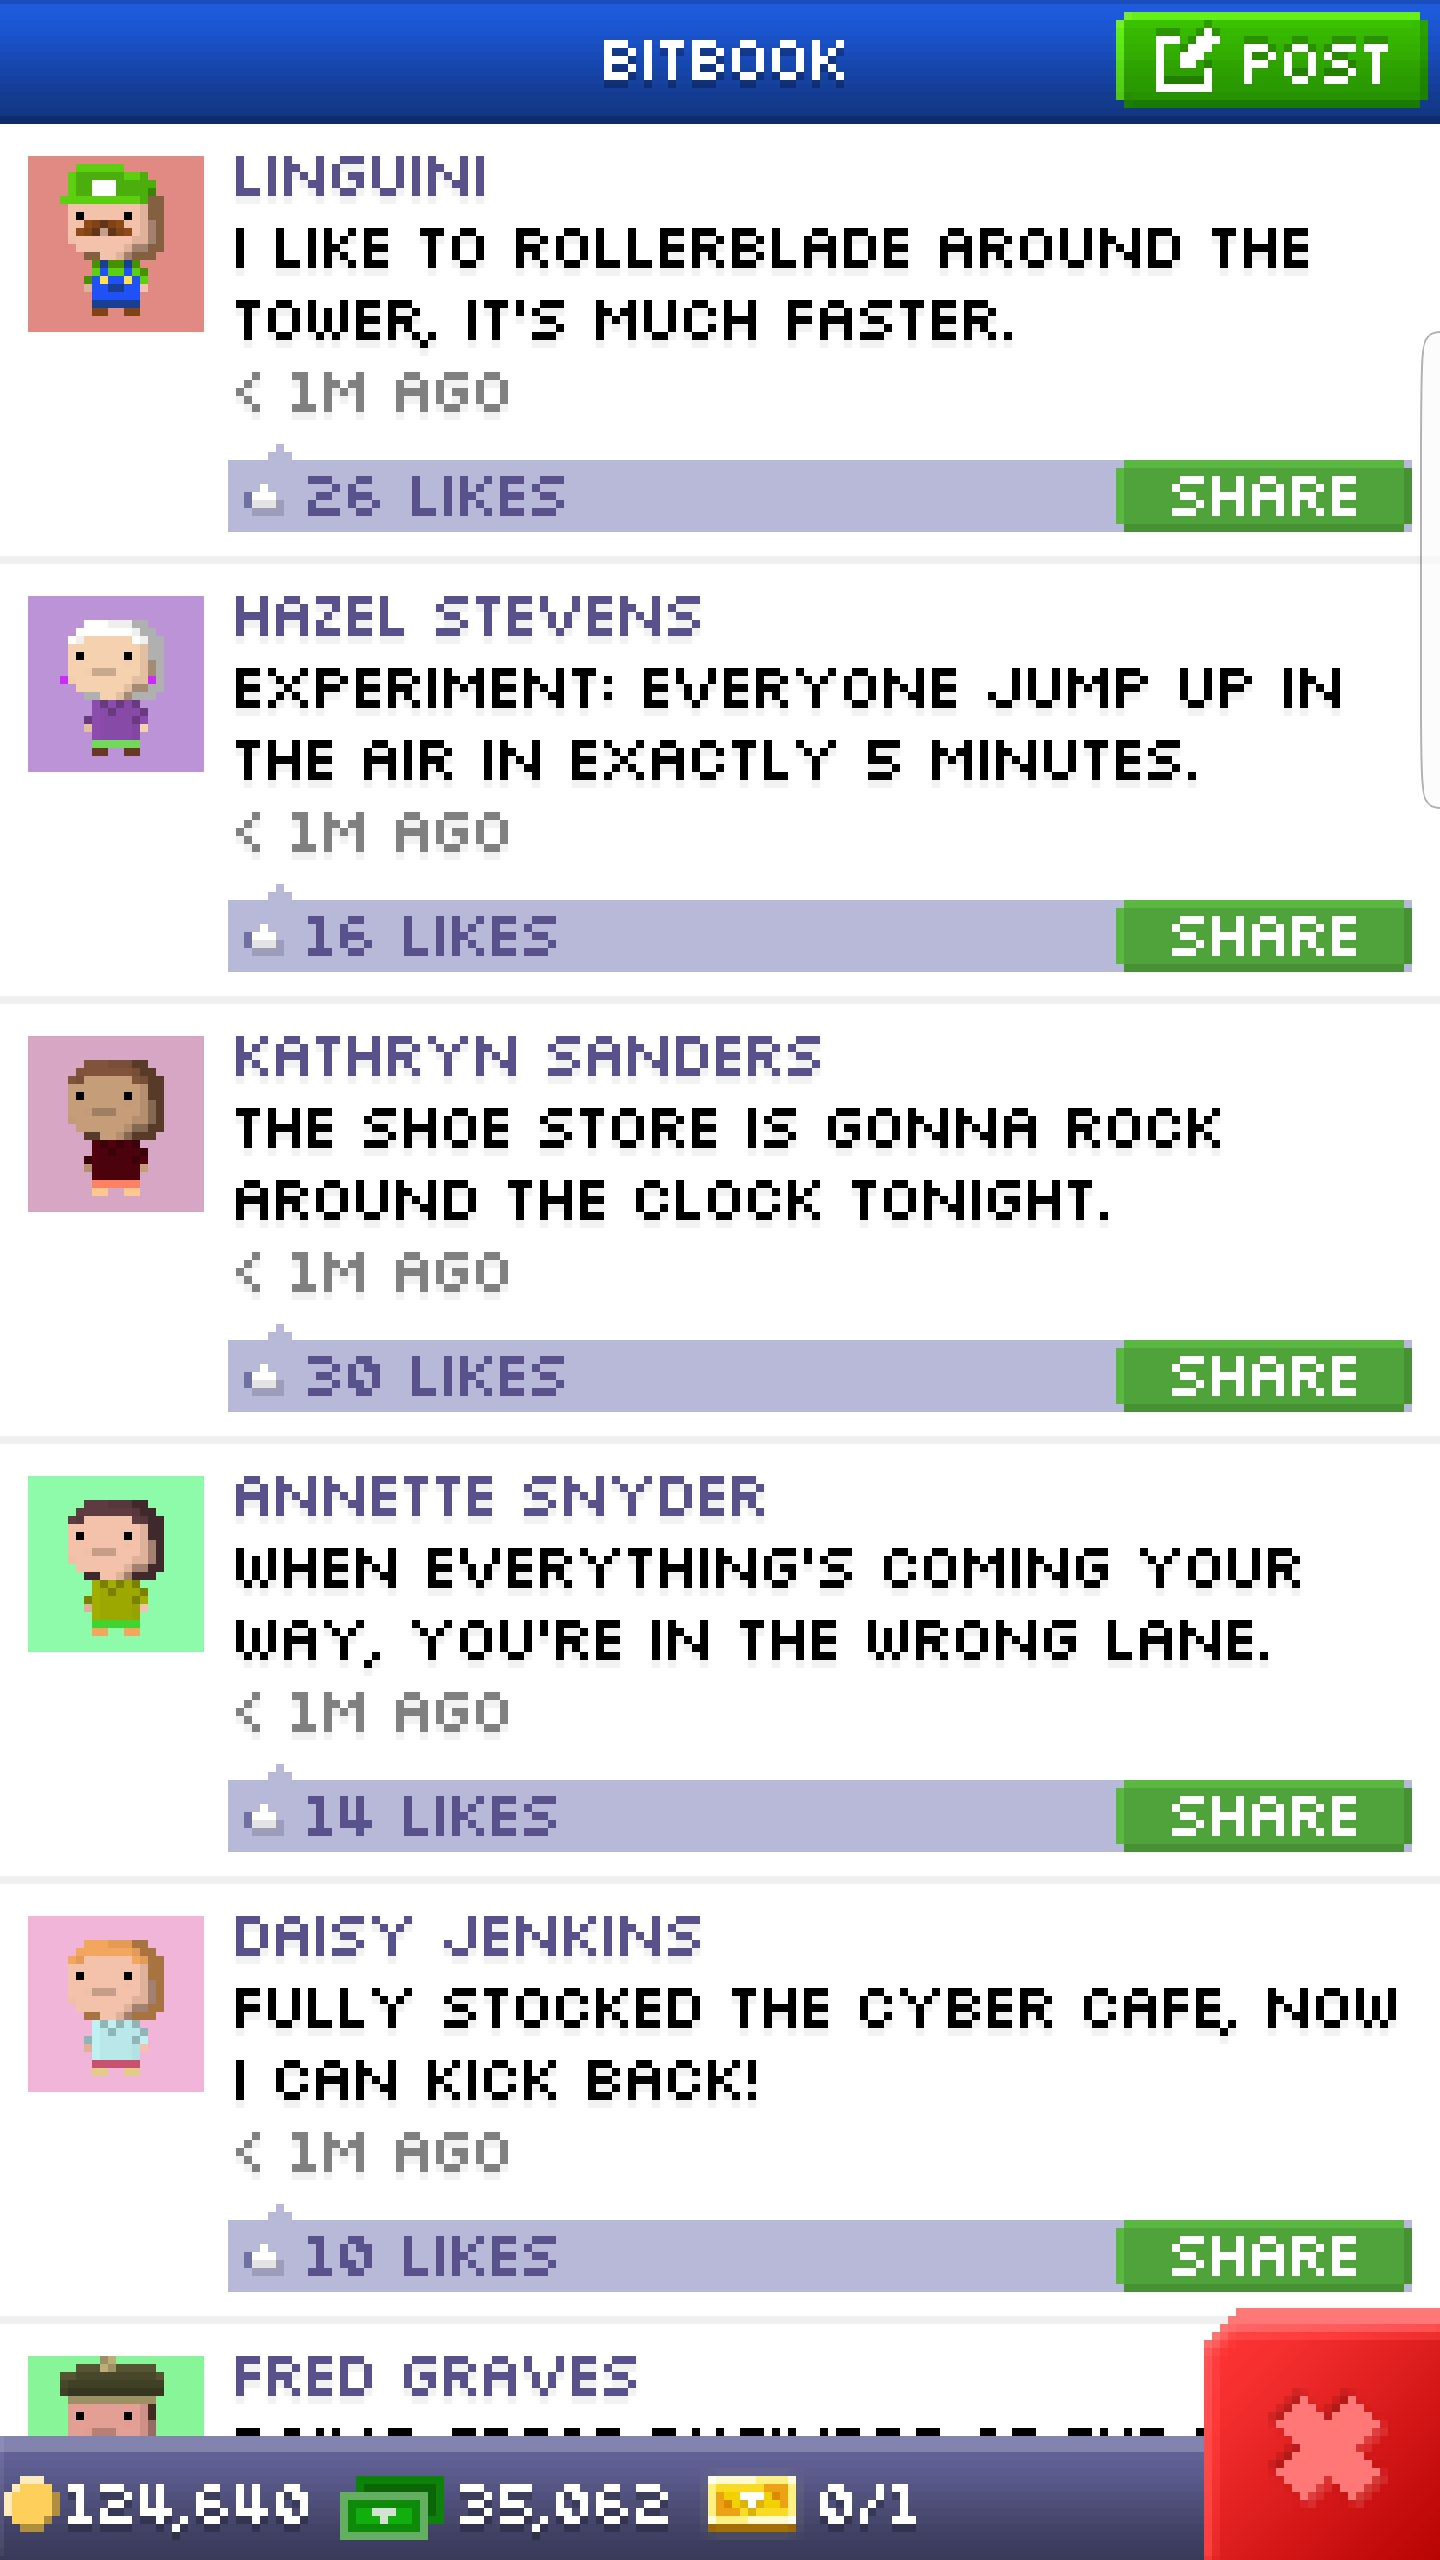 BITBOOK
POST
LINGUINI
I LIKE TO ROLLERBLADE AROUND THE
TOWER, IT'S MUCH FASTER.
< 1M AGO
26 LIKES
SHARE
HAZEL STEVENS
EXPERIMENT: EVERYONE JUMP UP IN
THE AIR IN EXACTLY 5 MINUTES.
< 1M AGO
16 LIKES
SHARE
KATHRYN SANDERS
THE SHOE STORE IS GONNA ROCK
AROUND THE CLOCK TONIGHT.
< 1M AGO
30 LIKES
SHARE
ANNETTE SNYDER
WHEN EVERYTHING'S COMING YOUR
WAY, YOU'RE IN THE WRONG LANE.
< 1M AGO
14 LIKES
SHARE
DAISY JENKINS
FULLY STOCKED THE CYBER CAFE, NOW
I CAN KICK BACK!
< 1M AGO
10 LIKES
SHARE
FRED GRAVES
124,640 35,062 0/1